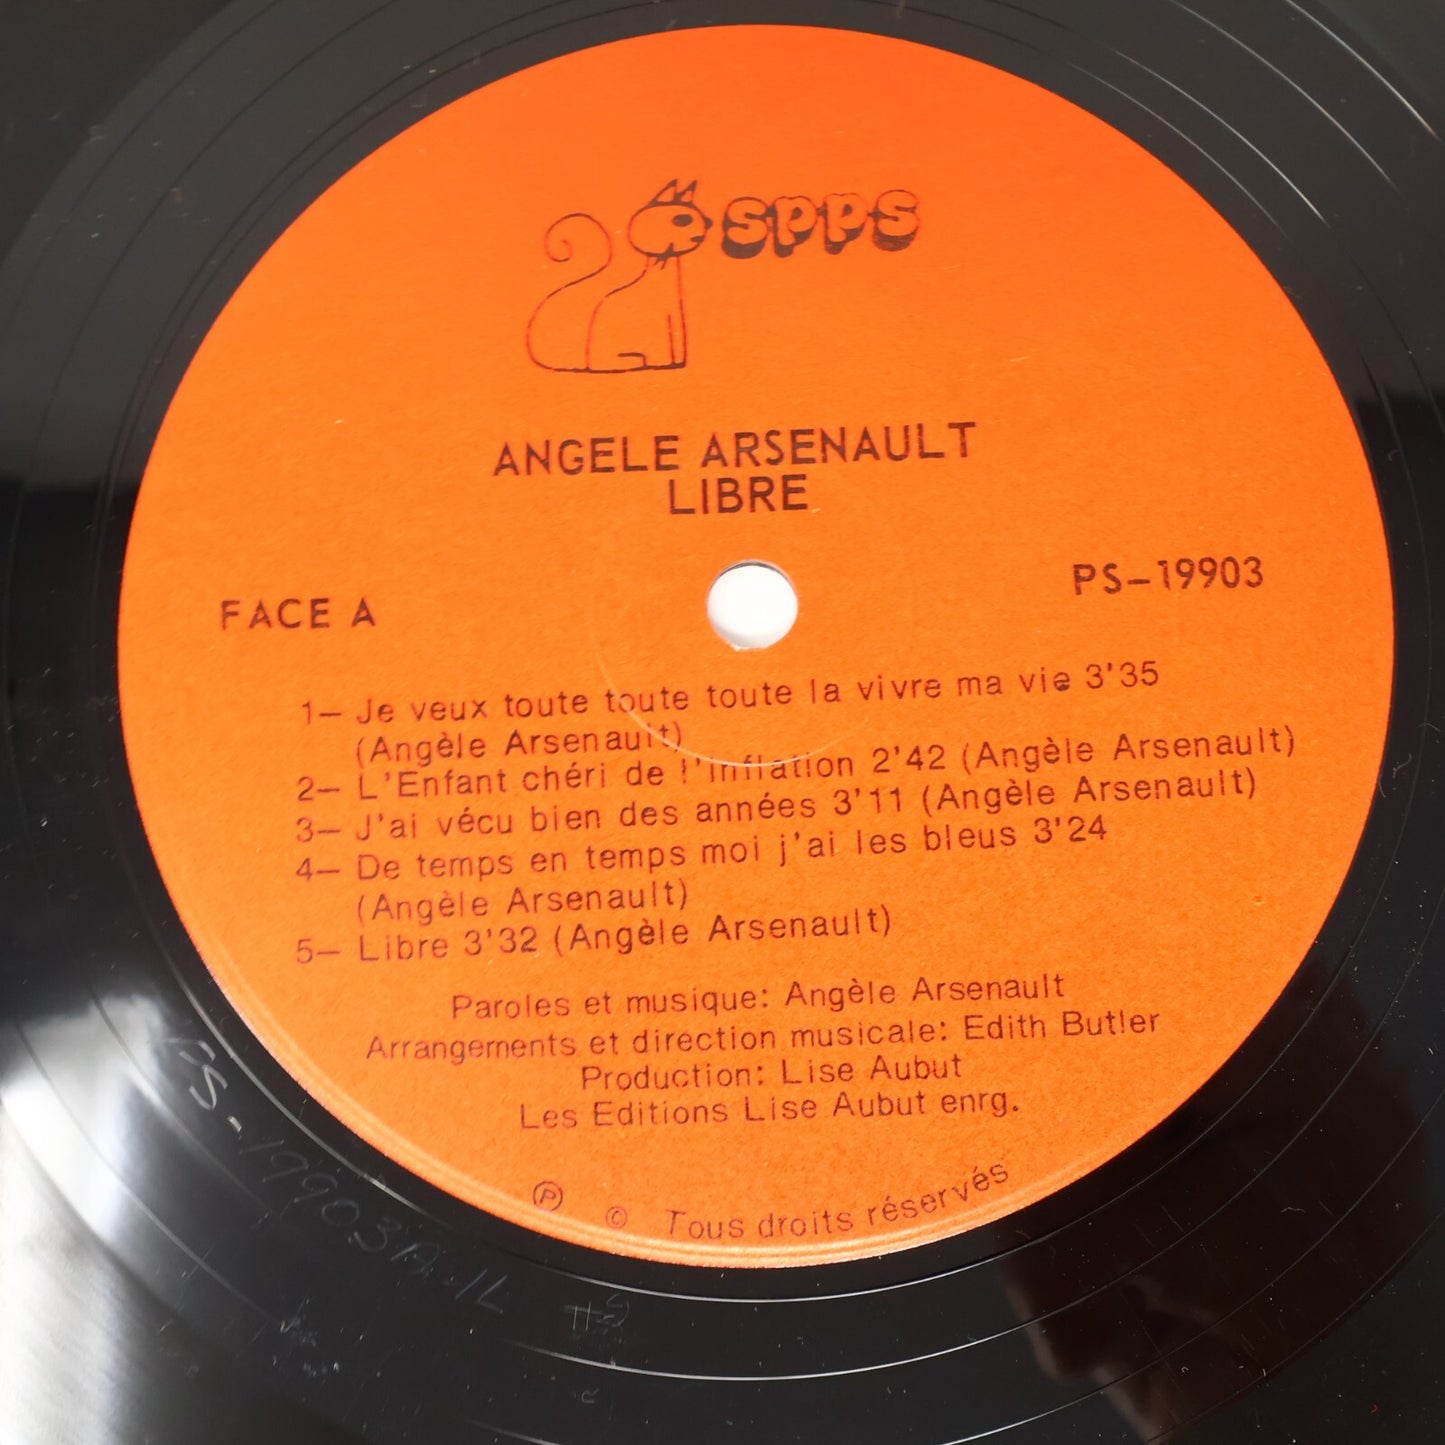 SPPS
ANGELE ARSENAULT
LIBRE
FACE A
PS-19903
1- Je veux toute toute toute la vivre ma vie 3'35
(Angèle Arsenault)
2- L'Enfant chéri de l'inflation 2'42 (Angèle Arsenault)
3- J'ai vécu bien des années 3'11 (Angèle Arsenault)
4- De temps en temps moi j'ai les bleus 3'24
(Angèle Arsenault)
5- Libre 3'32 (Angèle Arsenault)
Paroles et musique: Angèle Arsenault
Arrangements et direction musicale: Edith Butler
Production: Lise Aubut
Les Editions Lise Aubut enrg.
Ⓟ © Tous droits réservés
PS-19903A-1L